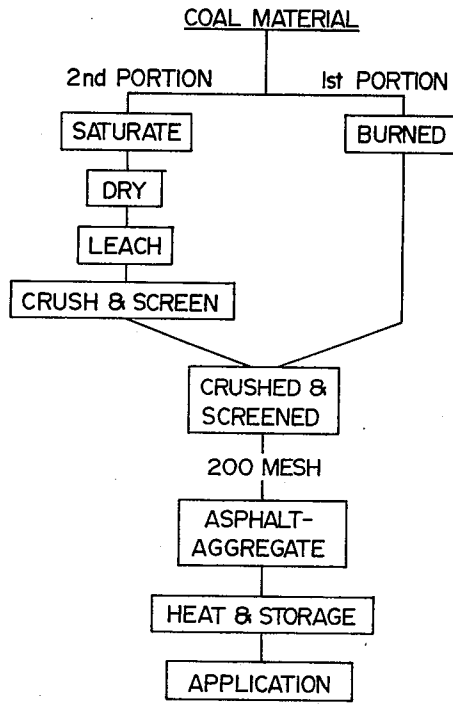 COAL MATERIAL
2nd PORTION
1st PORTION
SATURATE
BURNED
DRY
LEACH
CRUSH & SCREEN
CRUSHED &
SCREENED
200 MESH
ASPHALT-
AGGREGATE
HEAT & STORAGE
APPLICATION